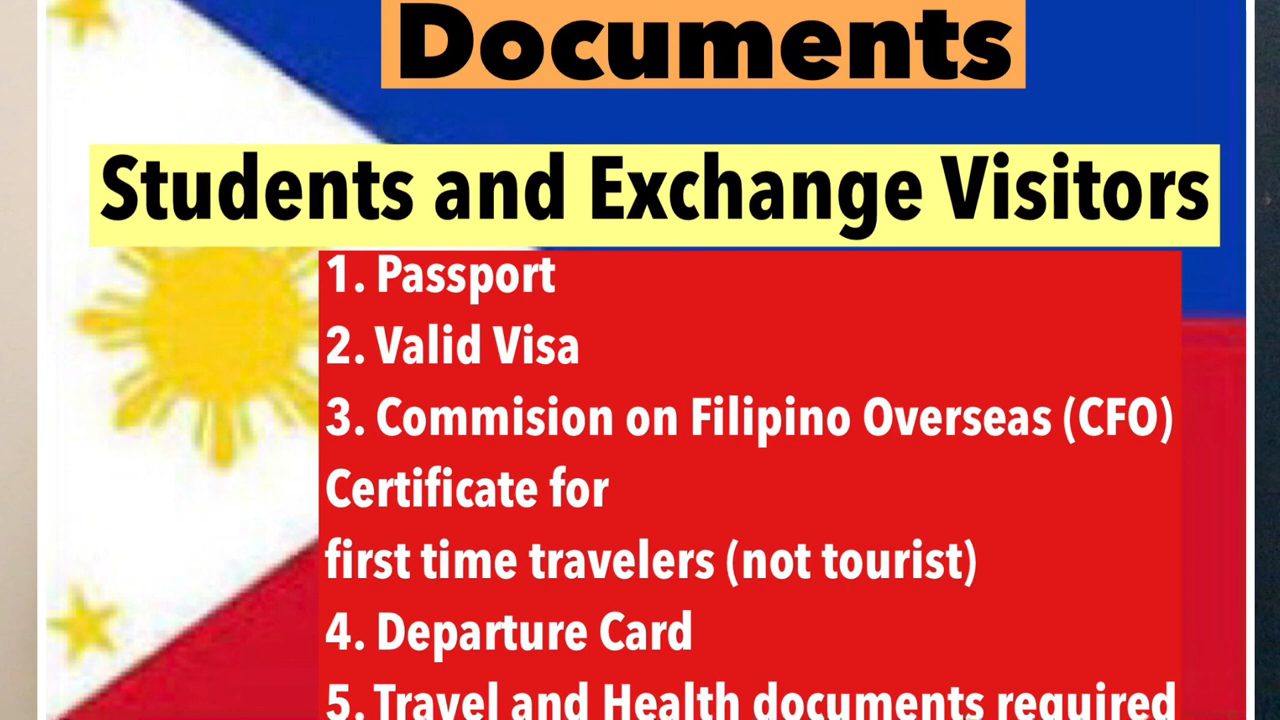 Documents
Students and Exchange Visitors
1. Passport
2. Valid Visa
3. Commision on Filipino Overseas (CFO)
Certificate for
first time travelers (not tourist)
4. Departure Card
5. Travel and Health documents required